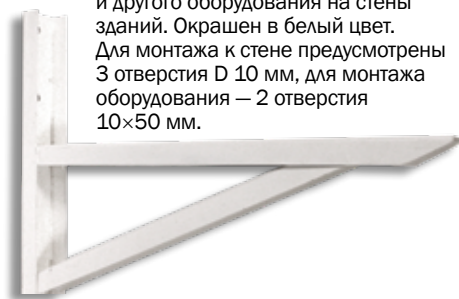 и другого оборудования на стены
зданий. Окрашен в белый цвет.
Для монтажа к стене предусмотрены
3 отверстия D 10 мм, для монтажа
оборудования — 2 отверстия
10×50 мм.